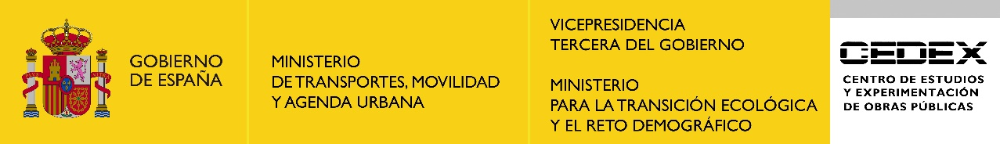 GOBIERNO
DE ESPAÑA
MINISTERIO
DE TRANSPORTES, MOVILIDAD
Y AGENDA URBANA
VICEPRESIDENCIA
TERCERA DEL GOBIERNO
MINISTERIO
PARA LA TRANSICIÓN ECOLÓGICA
Y EL RETO DEMOGRÁFICO
CEDEX
CENTRO DE ESTUDIOS
Y EXPERIMENTACIÓN
DE OBRAS PÚBLICAS